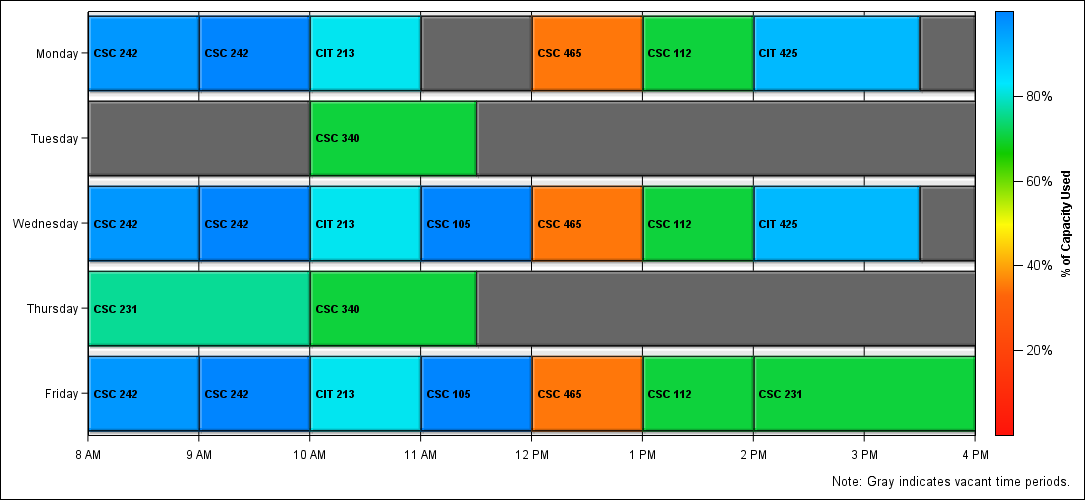 Monday
CSC 242 CSC 242 CIT 213 CSC 465 CSC 112 CIT 425
80%
Tuesday
CSC 340
60%
% of Capacity Used
Wednesday
CSC 242 CSC 242 CIT 213 CSC 105 CSC 465 CSC 112 CIT 425
40%
Thursday
CSC 231 CSC 340
20%
Friday
CSC 242 CSC 242 CIT 213 CSC 105 CSC 465 CSC 112 CSC 231
8 AM 9 AM 10 AM 11 AM 12 PM 1 PM 2 PM 3 PM 4 PM
Note: Gray indicates vacant time periods.